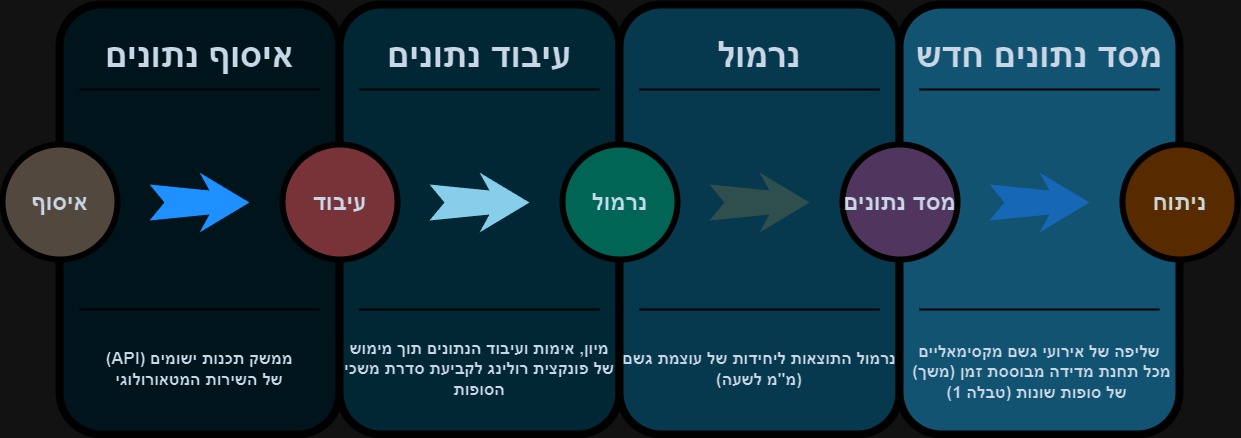 איסוף נתונים
עיבוד נתונים
נרמול
מסד נתונים חדש
איסוף
עיבוד
נרמול
מסד נתונים
ניתוח
ממשק תכנות ישומים (API)
של השירות המטאורולוגי
מיון, אימות ועיבוד הנתונים תוך מימוש
של פונקצית רולינג לקביעת סדרת משכי
הסופות
נרמול התוצאות ליחידות של עוצמת גשם
(מ"מ לשעה)
שליפה של אירועי גשם מקסימאליים
מכל תחנת מדידה מבוססת זמן (משך)
של סופות שונות (טבלה 1)